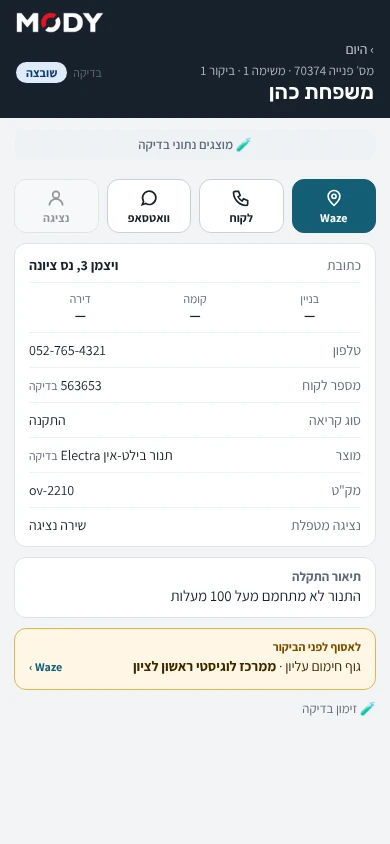 MODY
‹ היום
מס' פנייה 70374 · משימה 1 · ביקור 1
בדיקה שובצה
משפחת כהן
🧪 מוצגים נתוני בדיקה
Waze
לקוח
וואטסאפ
נציגה
כתובת ויצמן 3, נס ציונה
בניין קומה דירה
— — —
טלפון 052-765-4321
מספר לקוח 563653 בדיקה
סוג קריאה התקנה
מוצר תנור בילט-אין Electra בדיקה
מק"ט ov-2210
נציגה מטפלת שירה נציגה
תיאור התקלה
התנור לא מתחמם מעל 100 מעלות
לאסוף לפני הביקור
גוף חימום עליון · ממרכז לוגיסטי ראשון לציון Waze ›
🧪 זימון בדיקה